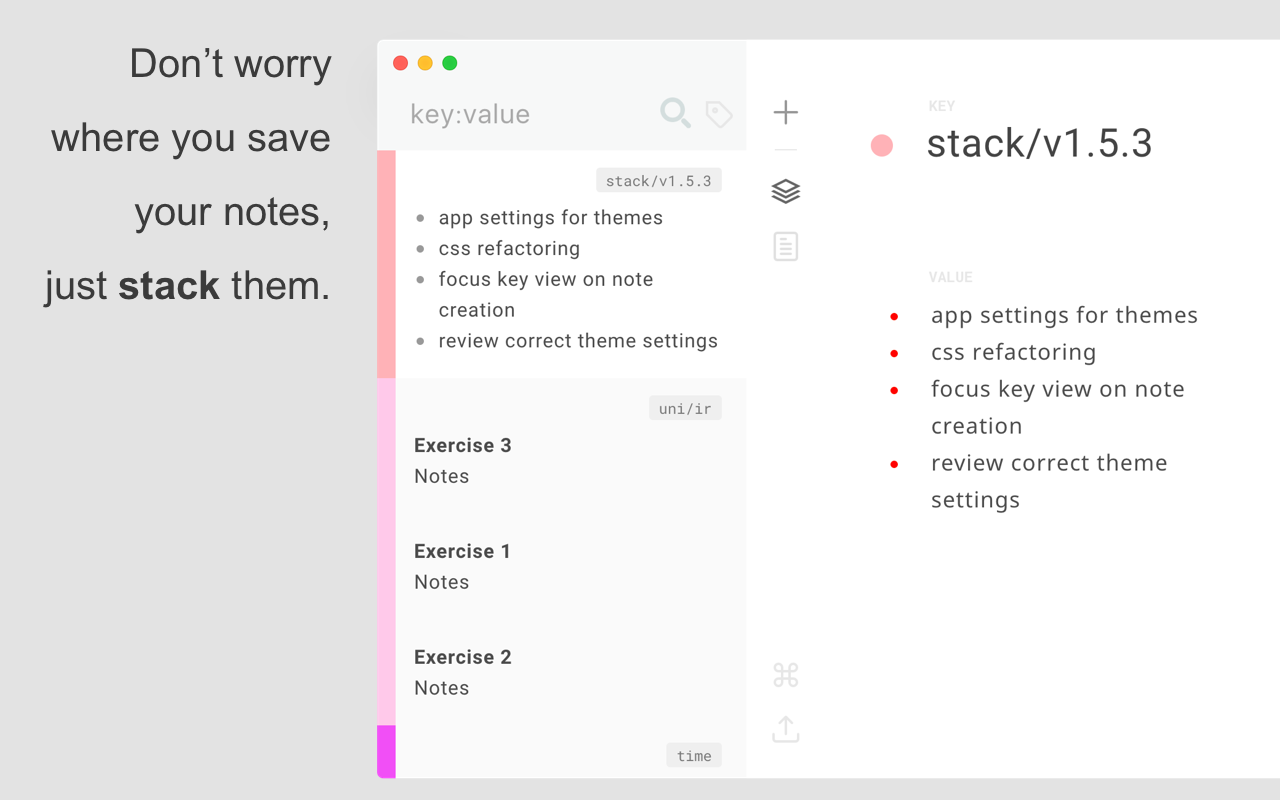 Don't worry
where you save
your notes,
just stack them.
key:value
stack/v1.5.3
app settings for themes
css refactoring
focus key view on note
creation
review correct theme settings
uni/ir
Exercise 3
Notes
Exercise 1
Notes
Exercise 2
Notes
time
KEY
stack/v1.5.3
VALUE
app settings for themes
css refactoring
focus key view on note
creation
review correct theme
settings